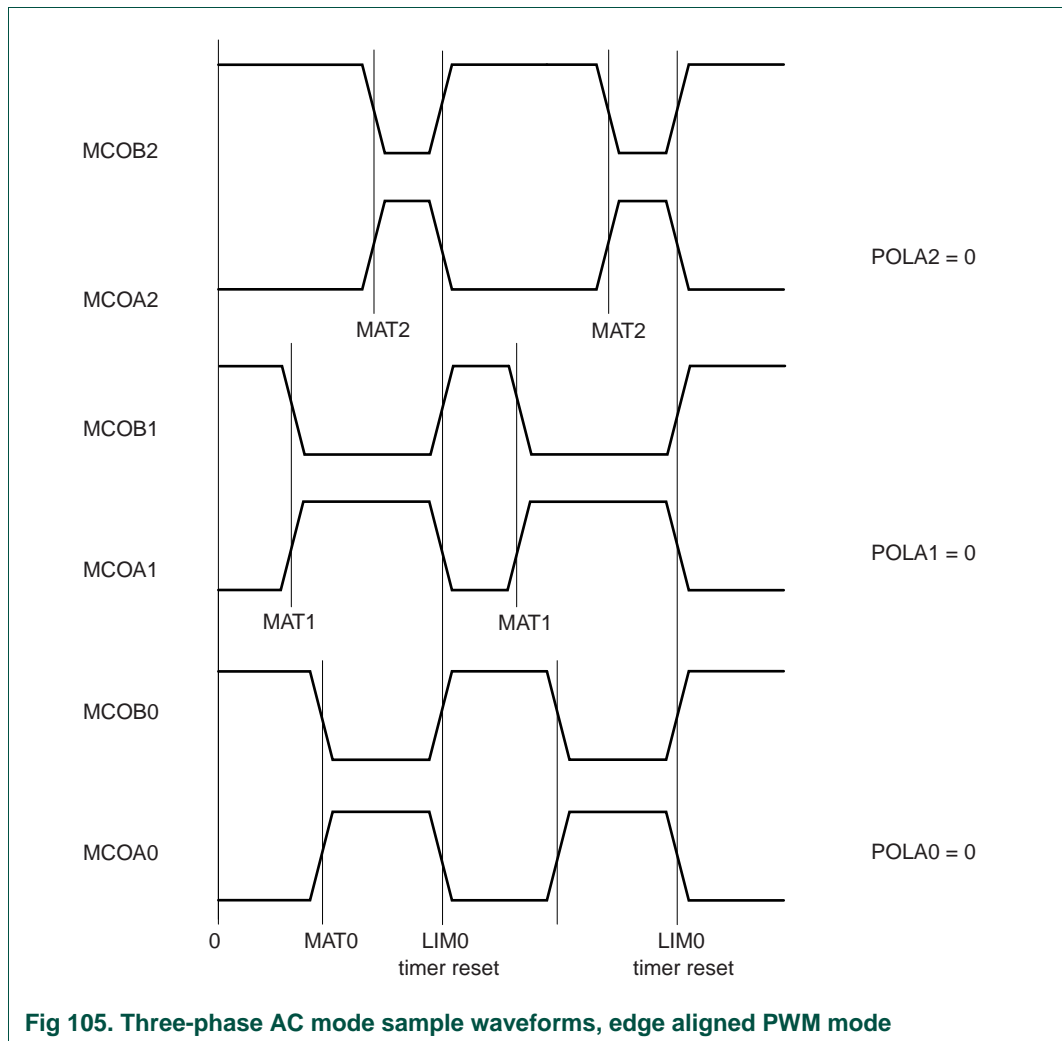 MCOB2
POLA2 = 0
MCOA2
MAT2 MAT2
MCOB1
POLA1 = 0
MCOA1
MAT1 MAT1
MCOB0
MCOA0 POLA0 = 0
0 MAT0 LIM0 LIM0
timer reset timer reset
Fig 105. Three-phase AC mode sample waveforms, edge aligned PWM mode